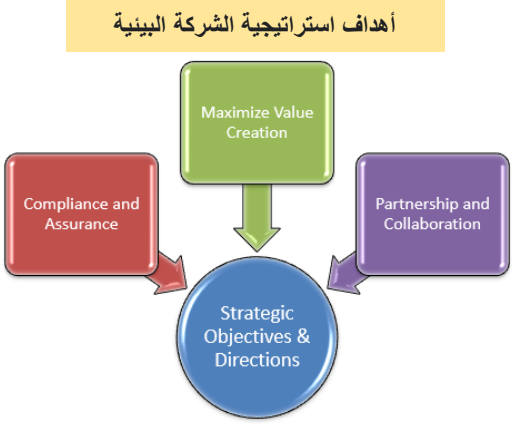 أهداف استراتيجية الشركة البيئية
Maximize Value
Creation
Compliance and
Assurance
Partnership and
Collaboration
Strategic
Objectives &
Directions